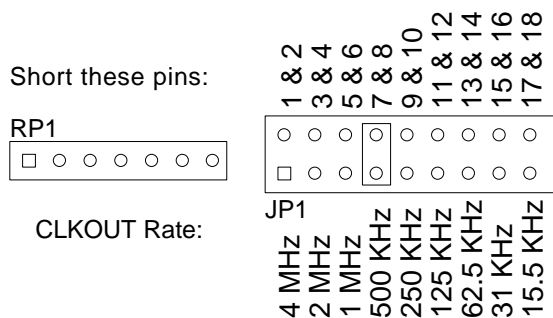 Short these pins:
1 & 2
3 & 4
5 & 6
7 & 8
9 & 10
11 & 12
13 & 14
15 & 16
17 & 18
RP1
JP1
CLKOUT Rate:
4 MHz
2 MHz
1 MHz
500 KHz
250 KHz
125 KHz
62.5 KHz
31 KHz
15.5 KHz